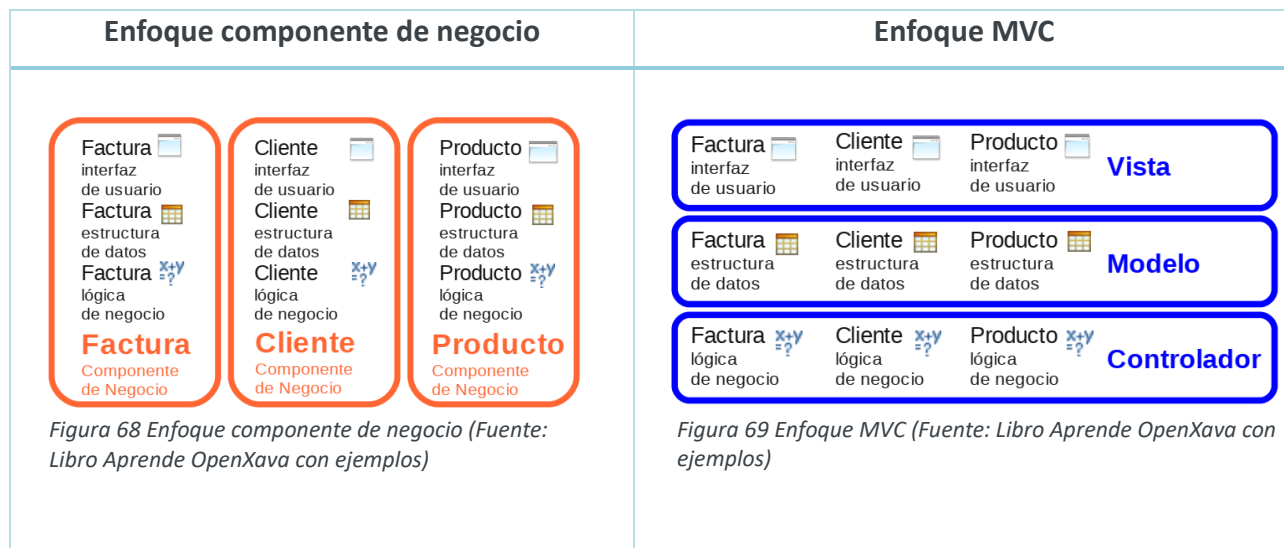 Enfoque componente de negocio
Enfoque MVC
Factura
interfaz
de usuario
Factura
estructura
de datos
Factura x+y
=?
lógica
de negocio
Factura
Componente
de Negocio
Cliente
interfaz
de usuario
Cliente
estructura
de datos
Cliente x+y
=?
lógica
de negocio
Cliente
Componente
de Negocio
Producto
interfaz
de usuario
Producto
estructura
de datos
Producto x+y
=?
lógica
de negocio
Producto
Componente
de Negocio
Figura 68 Enfoque componente de negocio (Fuente:
Libro Aprende OpenXava con ejemplos)
Factura
interfaz
de usuario
Cliente
interfaz
de usuario
Producto
interfaz
de usuario
Vista
Factura
estructura
de datos
Cliente
estructura
de datos
Producto
estructura
de datos
Modelo
Factura x+y
=?
lógica
de negocio
Cliente x+y
=?
lógica
de negocio
Producto x+y
=?
lógica
de negocio
Controlador
Figura 69 Enfoque MVC (Fuente: Libro Aprende OpenXava con
ejemplos)